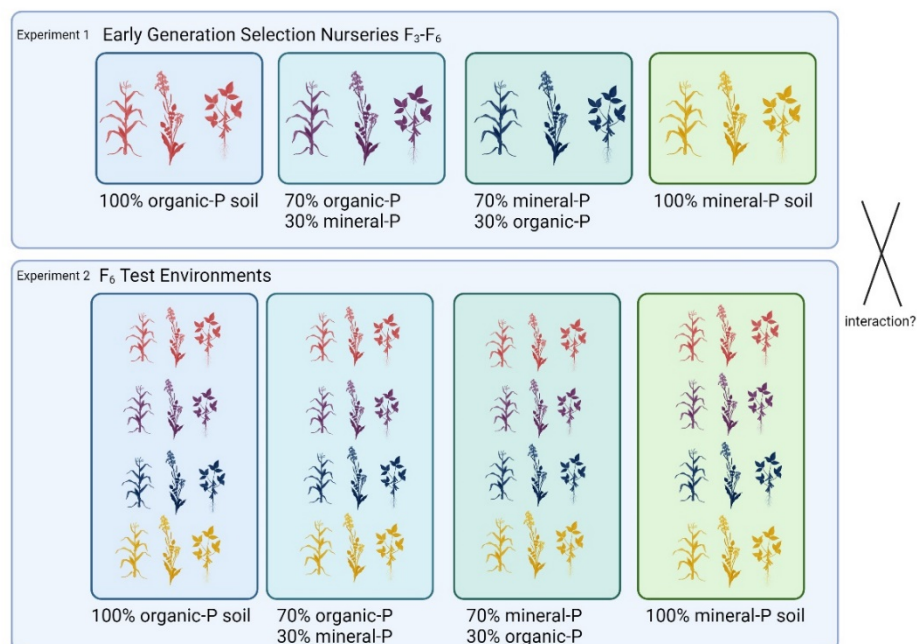 Experiment 1 Early Generation Selection Nurseries F₃-F₆
100% organic-P soil
70% organic-P
30% mineral-P
70% mineral-P
30% organic-P
100% mineral-P soil
interaction?
Experiment 2 F₆ Test Environments
100% organic-P soil
70% organic-P
30% mineral-P
70% mineral-P
30% organic-P
100% mineral-P soil